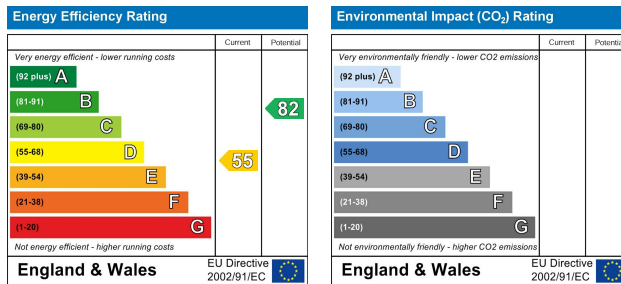 Energy Efficiency Rating
Current Potential
Very energy efficient - lower running costs
(92 plus) A
(81-91) B
82
(69-80) C
(55-68) D
55
(39-54) E
(21-38) F
(1-20) G
Not energy efficient - higher running costs
England & Wales
EU Directive
2002/91/EC
Environmental Impact (CO₂) Rating
Current Potential
Very environmentally friendly - lower CO2 emissions
(92 plus) A
(81-91) B
(69-80) C
(55-68) D
(39-54) E
(21-38) F
(1-20) G
Not environmentally friendly - higher CO2 emissions
England & Wales
EU Directive
2002/91/EC